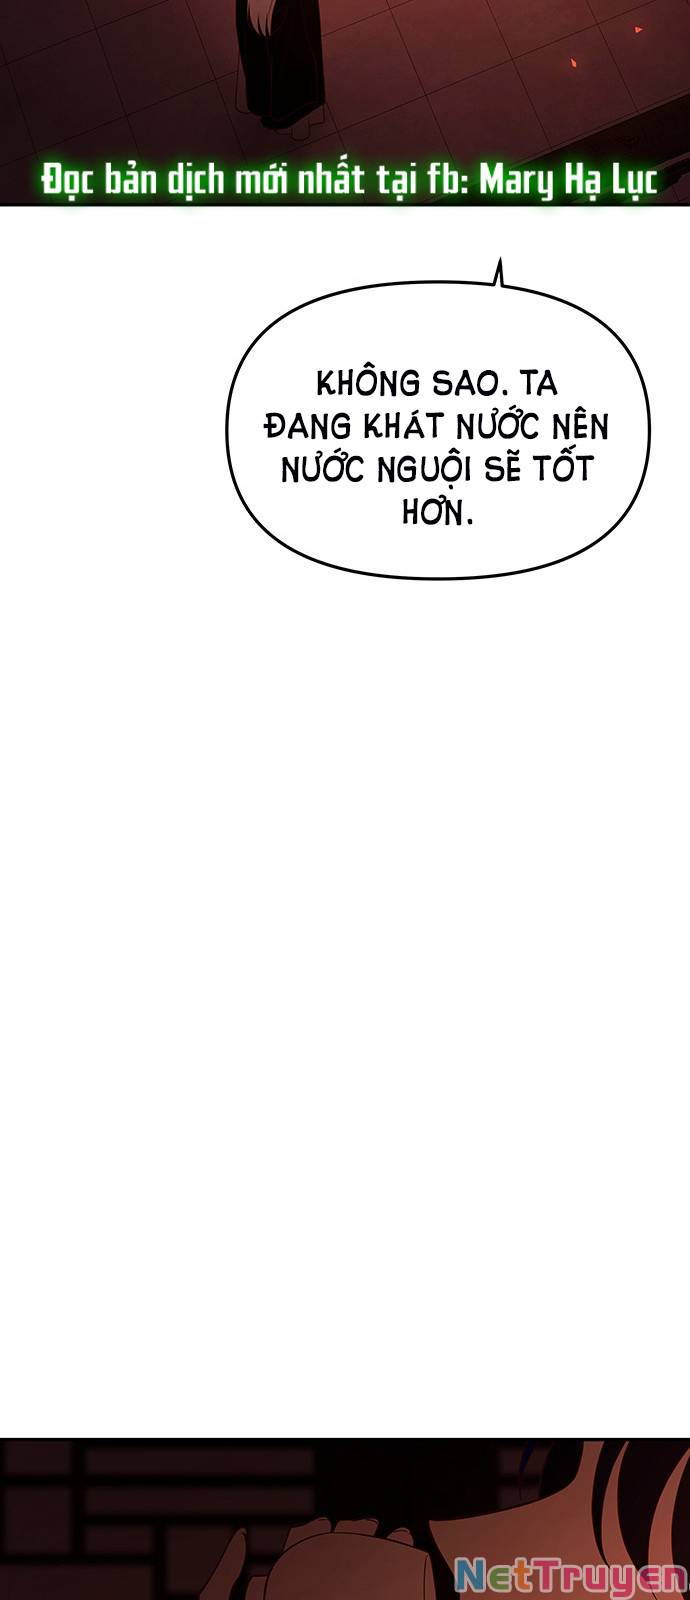 Đọc bản dịch mới nhất tại fb: Mary Hạ Lục
KHÔNG SAO. TA
ĐANG KHÁT NƯỚC NÊN
NƯỚC NGUỘI SẼ TỐT
HƠN.
NETTRUYEN